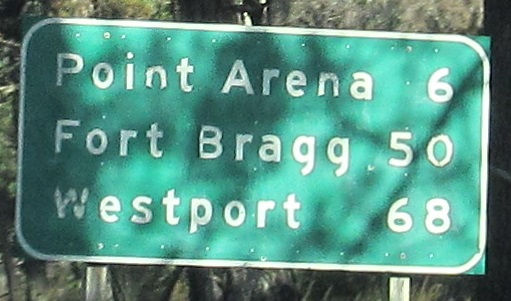 Point Arena 6
Fort Bragg 50
Westport 68